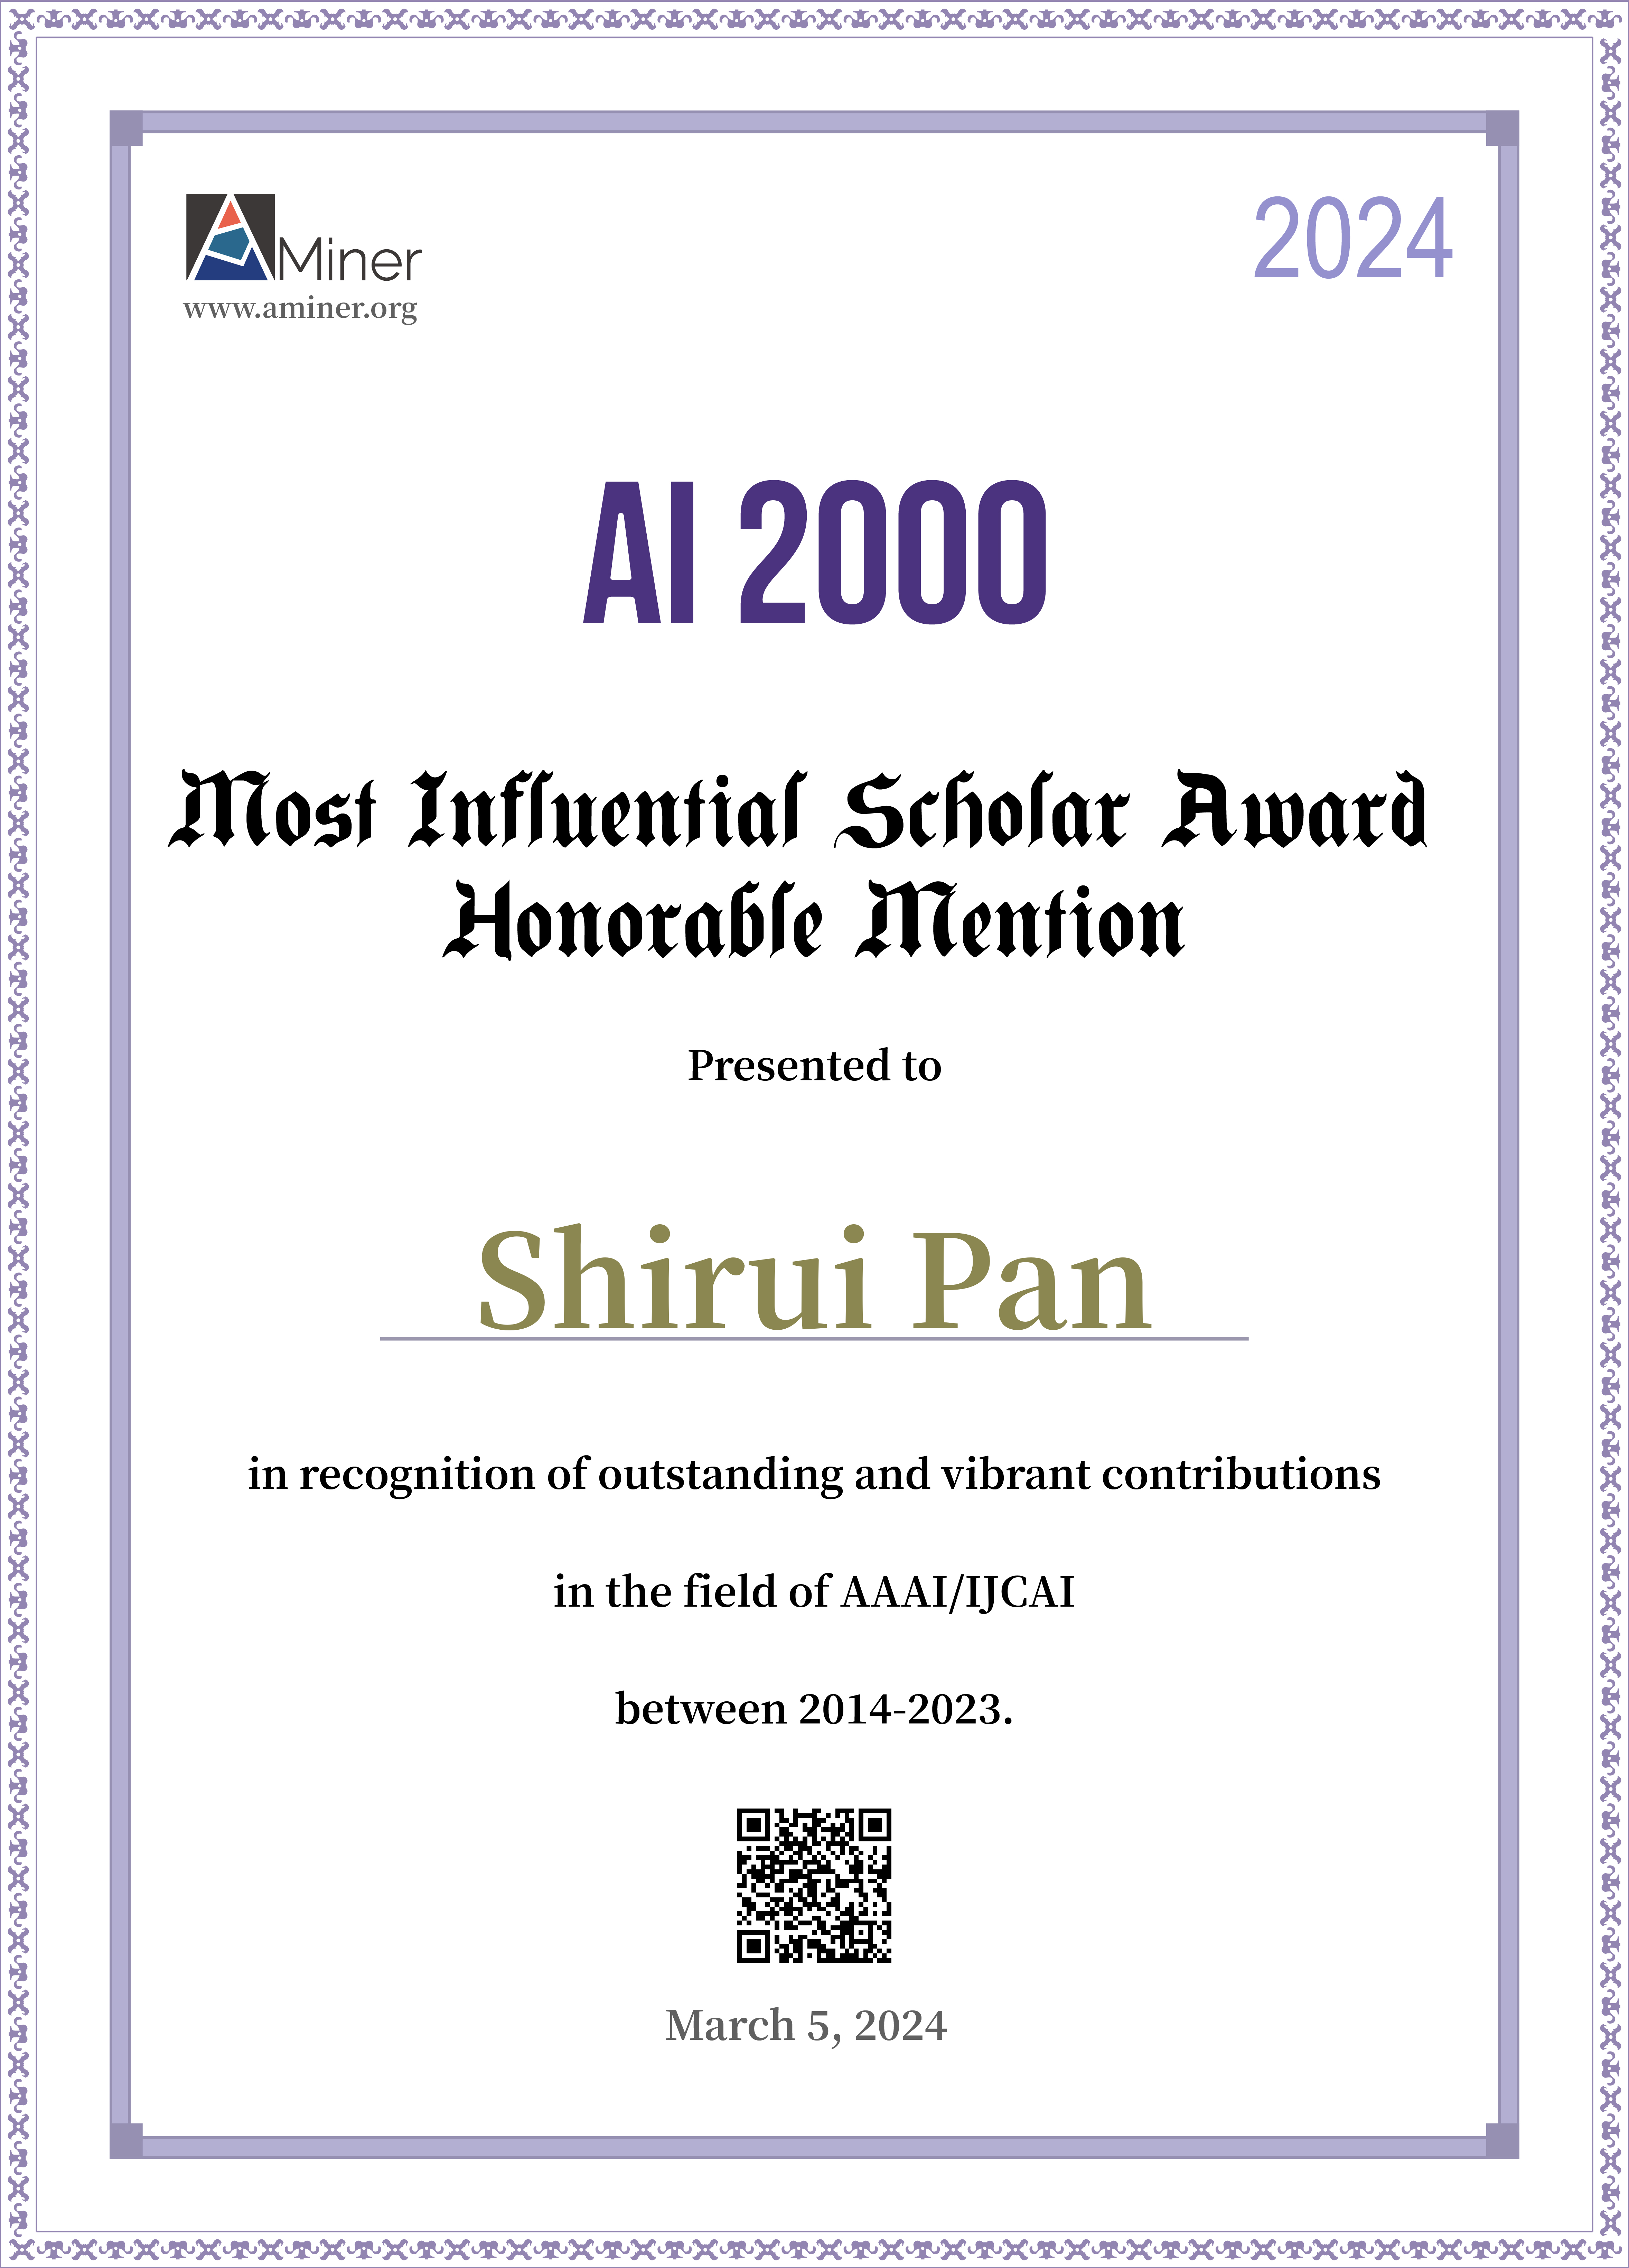 AMiner
www.aminer.org
2024
AI 2000
Most Influential Scholar Award
Honorable Mention
Presented to
Shirui Pan
in recognition of outstanding and vibrant contributions
in the field of AAAI/IJCAI
between 2014-2023.
March 5, 2024